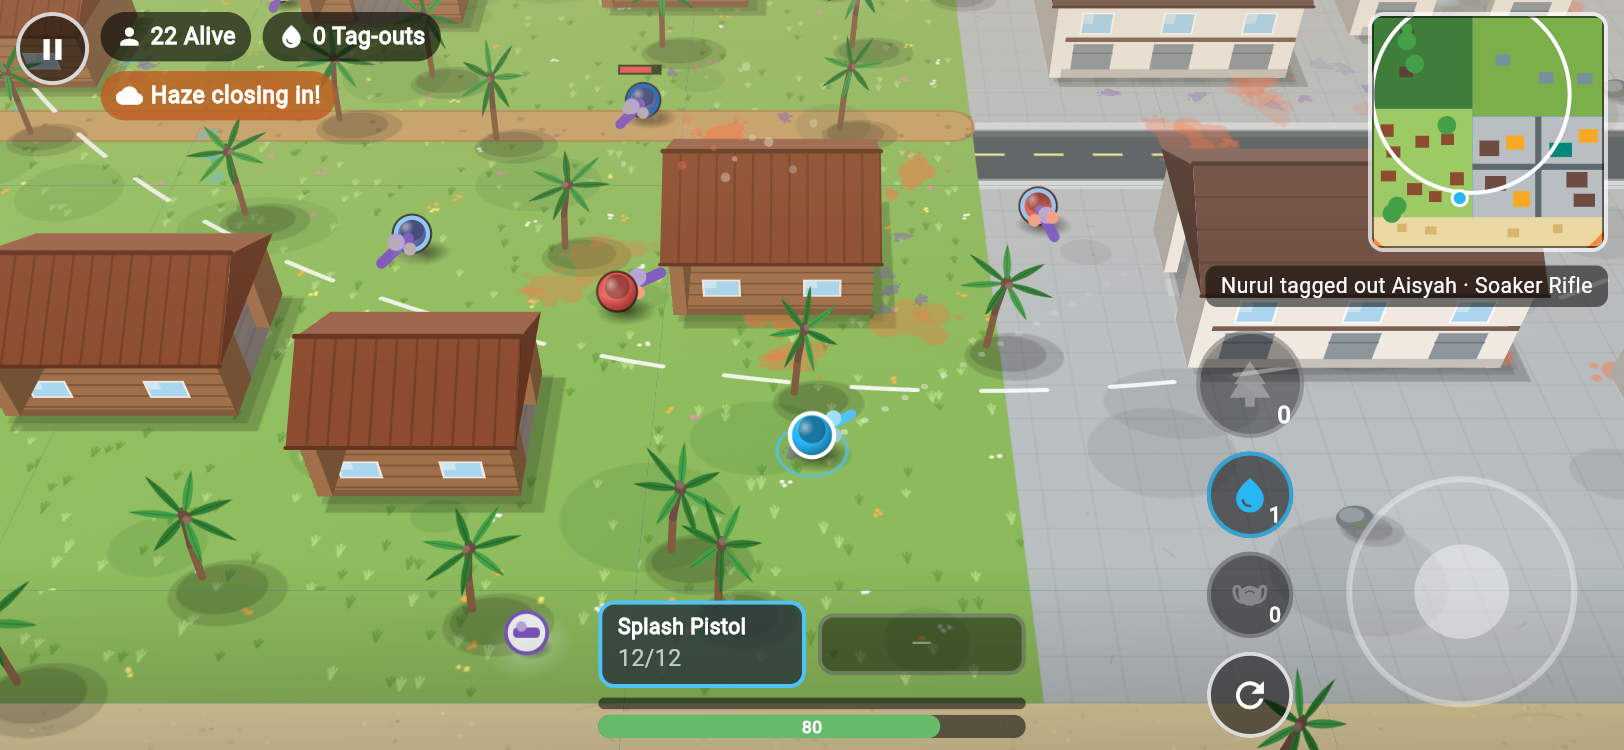 22 Alive
0 Tag-outs
Haze closing in!
Nurul tagged out Aisyah · Soaker Rifle
0
1
0
Splash Pistol
12/12
—
80